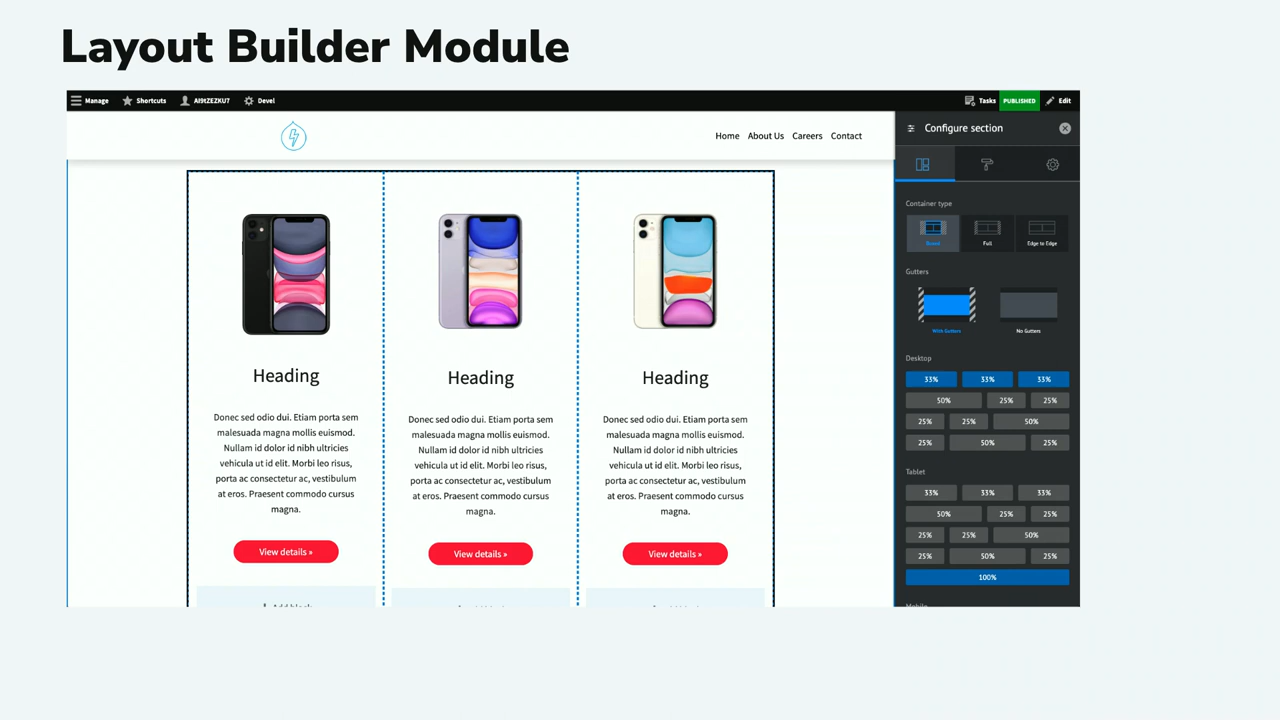 Layout Builder Module
Manage Shortcuts Devel Tasks PUBLISHED Edit
Home About Us Careers Contact
Configure section
Container type
Boxed Full Edge to Edge
Gutters
With Gutters No Gutters
Heading Heading Heading
Donec sed odio dui. Etiam porta sem
malesuada magna mollis euismod.
Nullam id dolor id nibh ultricies
vehicula ut id elit. Morbi leo risus,
porta ac consectetur ac, vestibulum
at eros. Praesent commodo cursus
magna.
View details »
Donec sed odio dui. Etiam porta sem
malesuada magna mollis euismod.
Nullam id dolor id nibh ultricies
vehicula ut id elit. Morbi leo risus,
porta ac consectetur ac, vestibulum
at eros. Praesent commodo cursus
magna.
View details »
Donec sed odio dui. Etiam porta sem
malesuada magna mollis euismod.
Nullam id dolor id nibh ultricies
vehicula ut id elit. Morbi leo risus,
porta ac consectetur ac, vestibulum
at eros. Praesent commodo cursus
magna.
View details »
Desktop
33% 33% 33%
50% 25% 25%
25% 25% 50%
25% 50% 25%
Tablet
33% 33% 33%
50% 25% 25%
25% 25% 50%
25% 50% 25%
100%